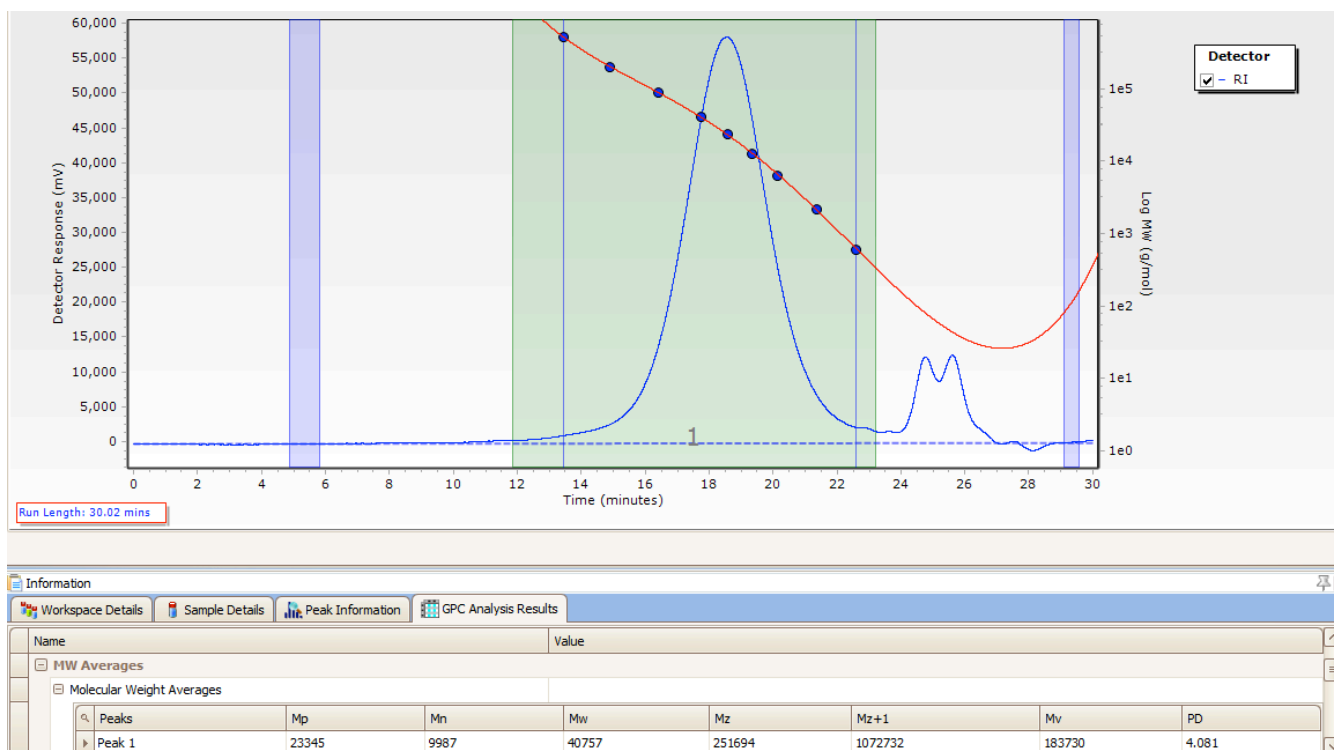 60,000
55,000
50,000
45,000
40,000
35,000
30,000
25,000
20,000
15,000
10,000
5,000
0
Detector Response (mV)
1e5
1e4
1e3
1e2
1e1
1e0
Log MW (g/mol)
Detector
RI
1
0 2 4 6 8 10 12 14 16 18 20 22 24 26 28 30
Time (minutes)
Run Length: 30.02 mins
Information
Workspace Details Sample Details Peak Information GPC Analysis Results
Name Value
MW Averages
Molecular Weight Averages
Peaks Mp Mn Mw Mz Mz+1 Mv PD
Peak 1 23345 9987 40757 251694 1072732 183730 4.081